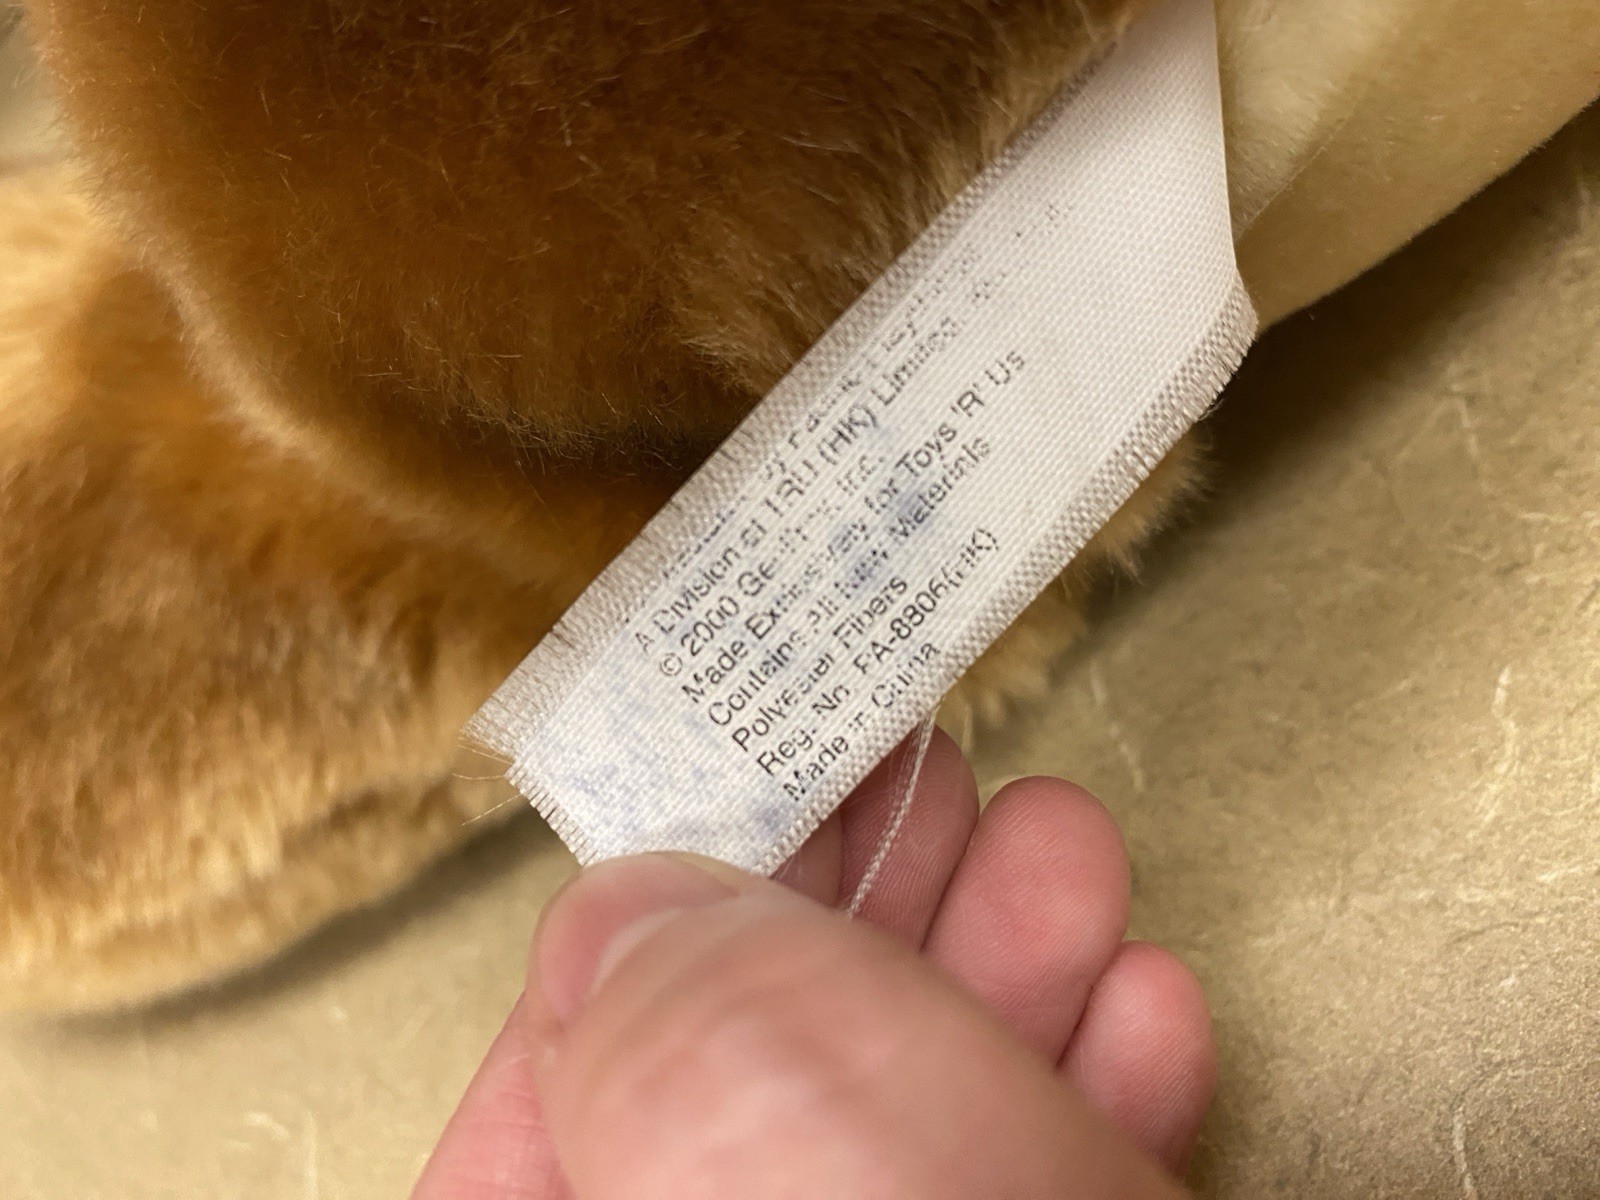 A Division of TRU (HK) Limited
© 2000 Geoffrey Inc.
Made Exclusively for Toys 'R' Us
Contains All New Materials
Polyester Fibers
Reg. No. PA-8806(HK)
Made in China